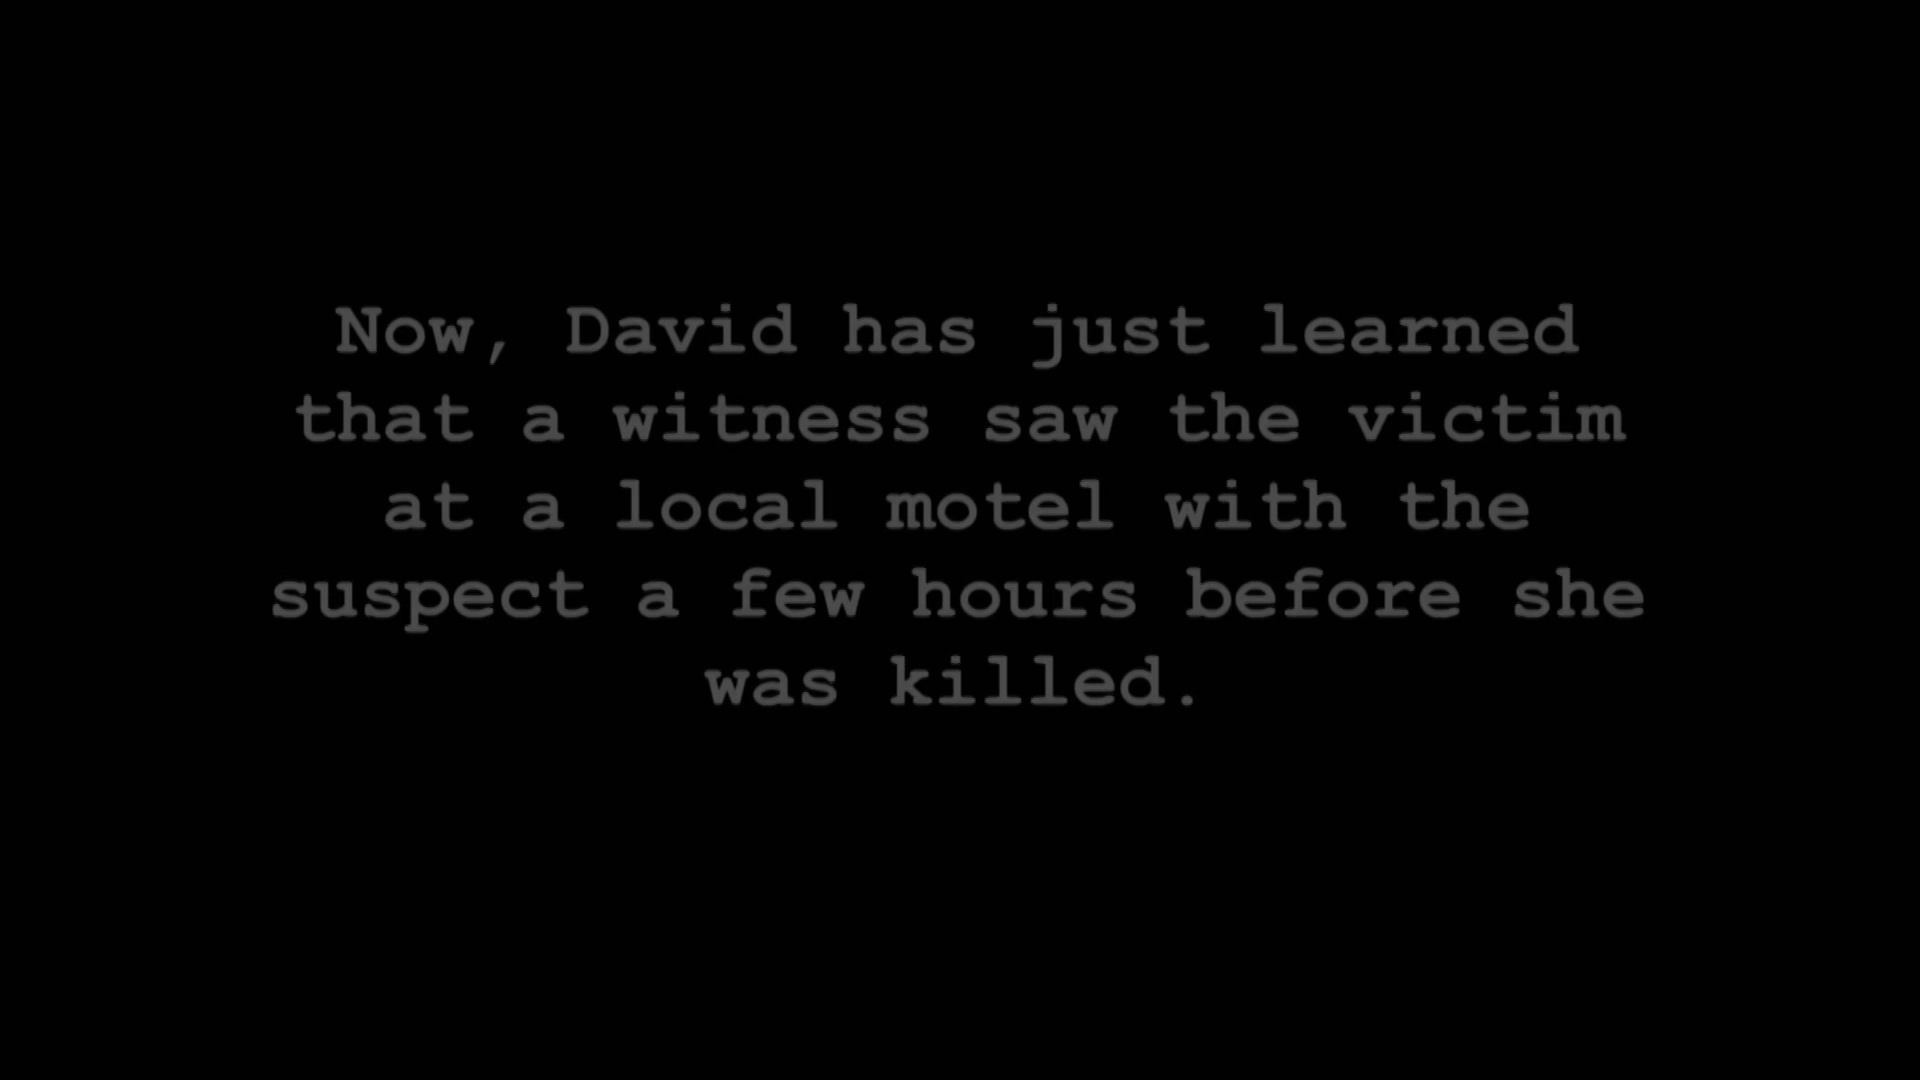 Now, David has just learned
that a witness saw the victim
at a local motel with the
suspect a few hours before she
was killed.